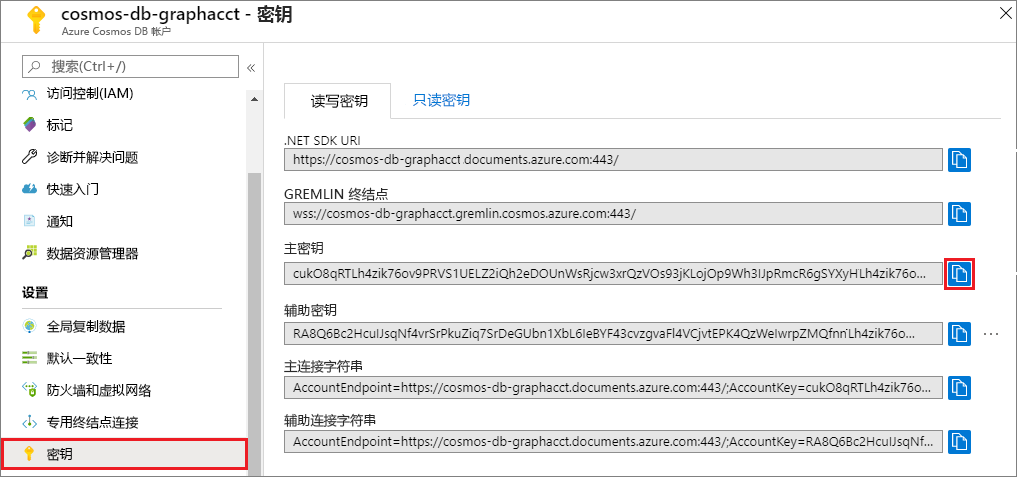 cosmos-db-graphacct - 密钥
Azure Cosmos DB 帐户
搜索(Ctrl+/)
访问控制(IAM)
标记
诊断并解决问题
快速入门
通知
数据资源管理器
设置
全局复制数据
默认一致性
防火墙和虚拟网络
专用终结点连接
密钥
读写密钥
只读密钥
.NET SDK URI
https://cosmos-db-graphacct.documents.azure.com:443/
GREMLIN 终结点
wss://cosmos-db-graphacct.gremlin.cosmos.azure.com:443/
主密钥
cukO8qRTLh4zik76ov9PRVS1UELZ2iQh2eDOUnWsRjcw3xrQzVOs93jKLojOp9Wh3IJpRmcR6gSYXyHLh4zik76o...
辅助密钥
RA8Q6Bc2HcuIJsqNf4vrSrPkuZiq7SrDeGUbn1XbL6IeBYF43cvzgvaFl4VCjvtEPK4QzWeIwrpZMQfnnLh4zik76o...
主连接字符串
AccountEndpoint=https://cosmos-db-graphacct.documents.azure.com:443/;AccountKey=cukO8qRTLh4zik76o...
辅助连接字符串
AccountEndpoint=https://cosmos-db-graphacct.documents.azure.com:443/;AccountKey=RA8Q6Bc2HcuIJsqNf...